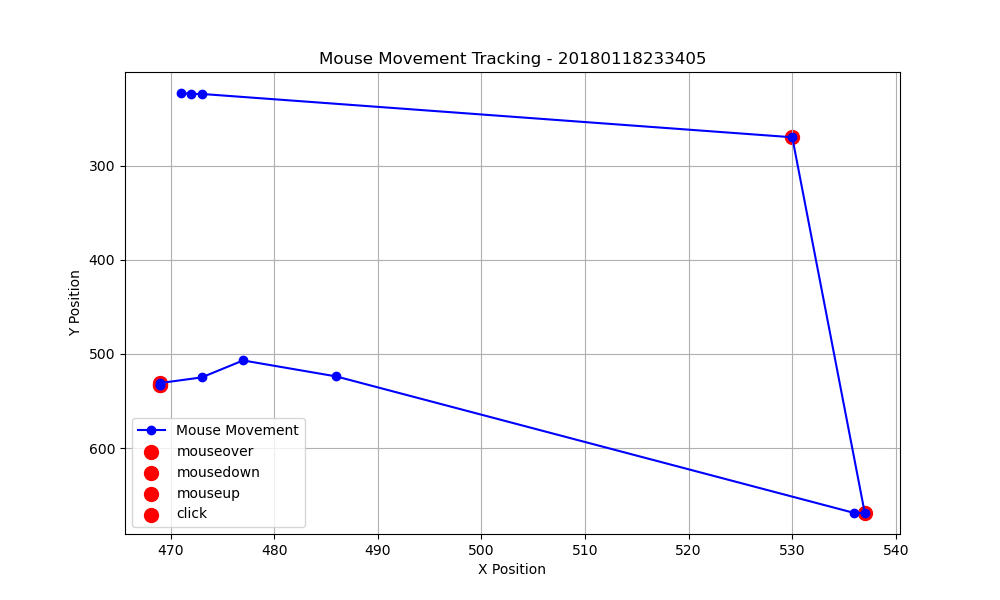 Mouse Movement Tracking - 20180118233405
300
400
500
600
Y Position
Mouse Movement
mouseover
mousedown
mouseup
click
470 480 490 500 510 520 530 540
X Position